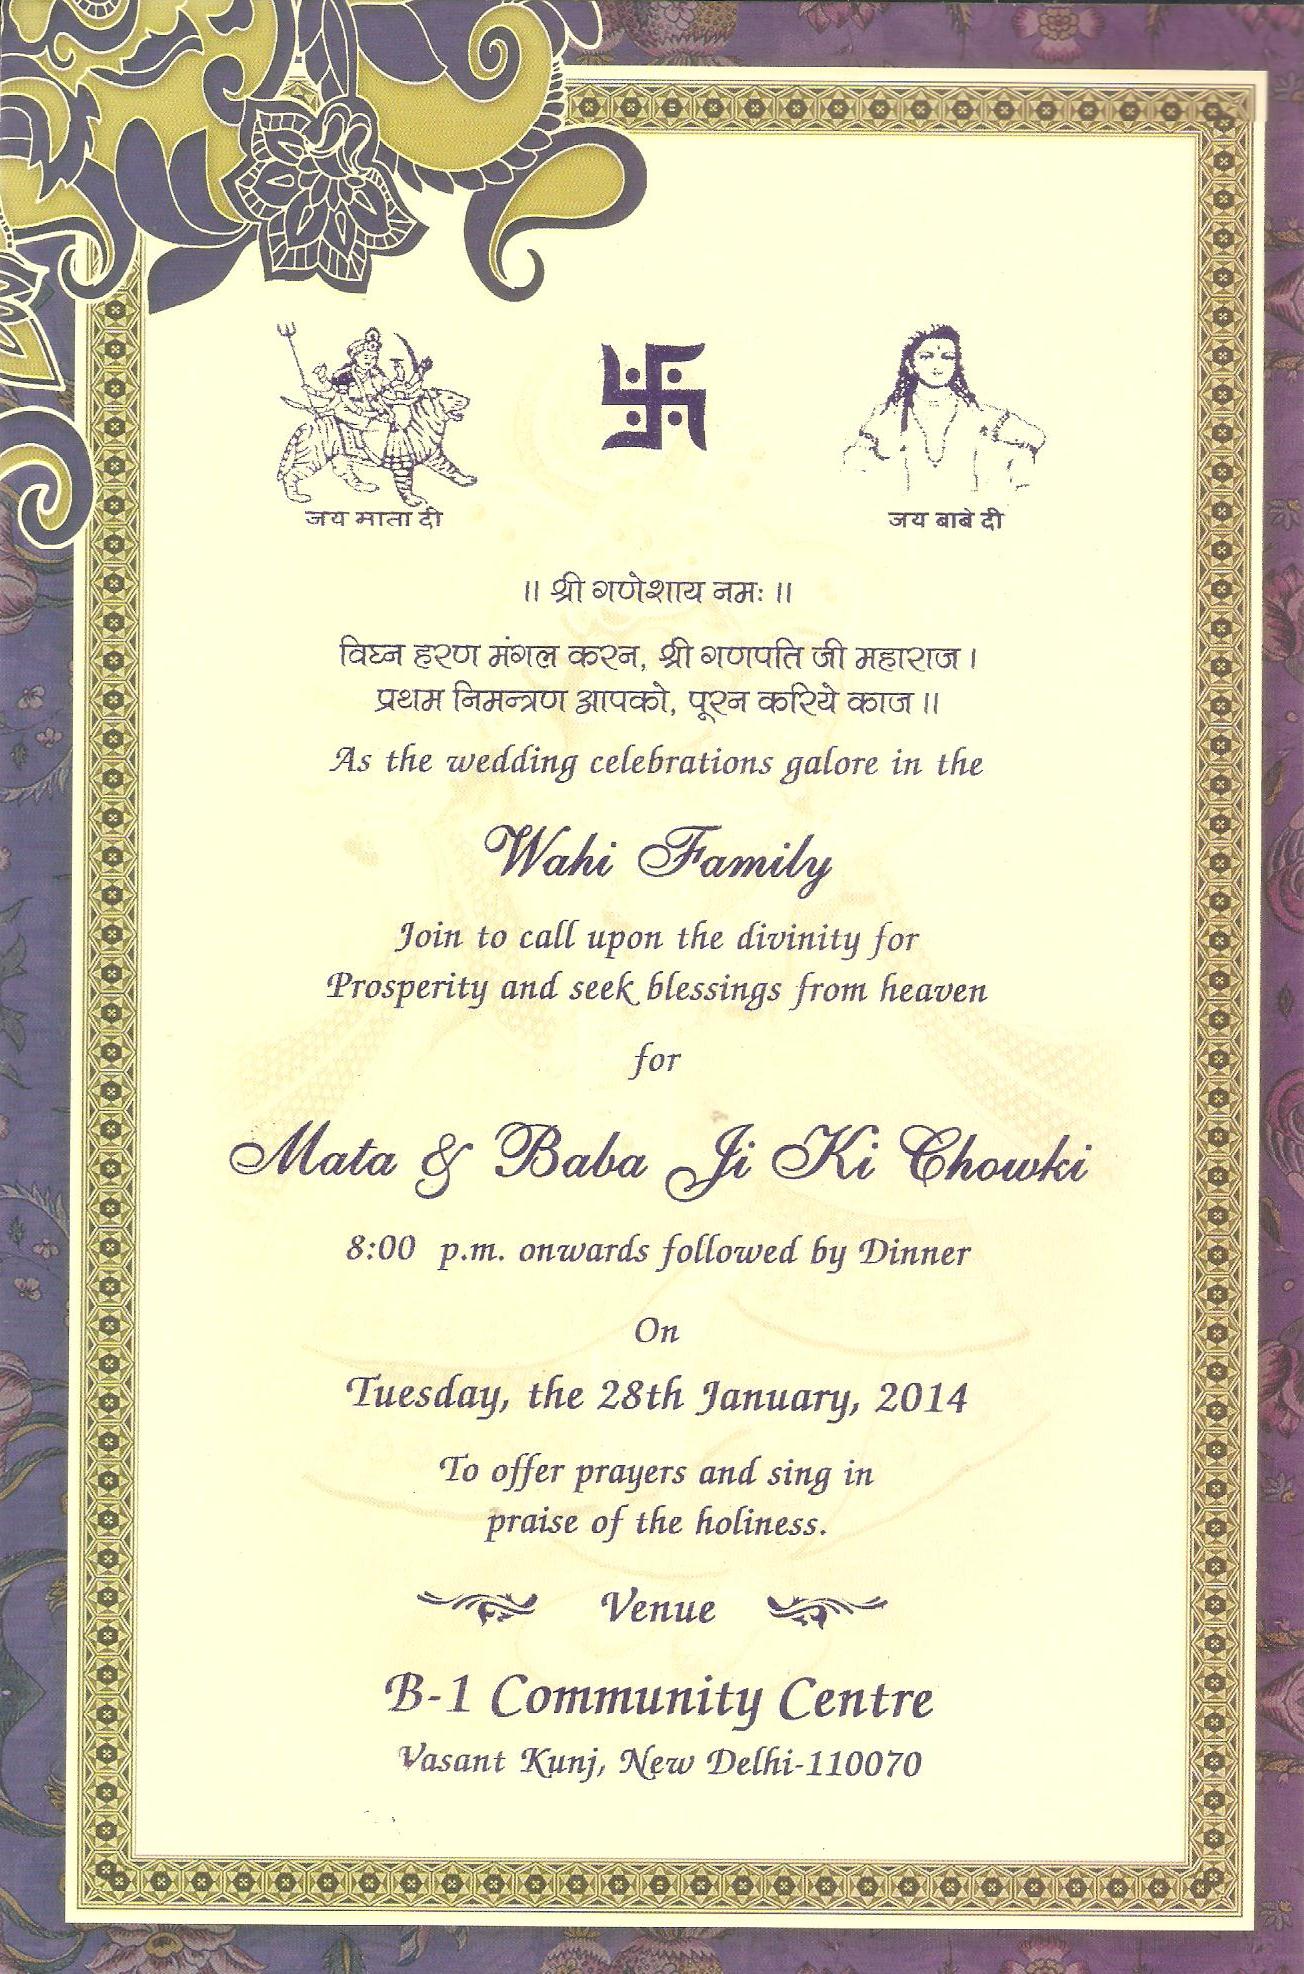 जय माता दी
जय बाबे दी
॥ श्री गणेशाय नमः ॥
विघ्न हरण मंगल करन, श्री गणपति जी महाराज ।
प्रथम निमन्त्रण आपको, पूरन करिये काज ॥
As the wedding celebrations galore in the
Wahi Family
Join to call upon the divinity for
Prosperity and seek blessings from heaven
for
Mata & Baba Ji Ki Chowki
8:00 p.m. onwards followed by Dinner
On
Tuesday, the 28th January, 2014
To offer prayers and sing in
praise of the holiness.
Venue
B-1 Community Centre
Vasant Kunj, New Delhi-110070